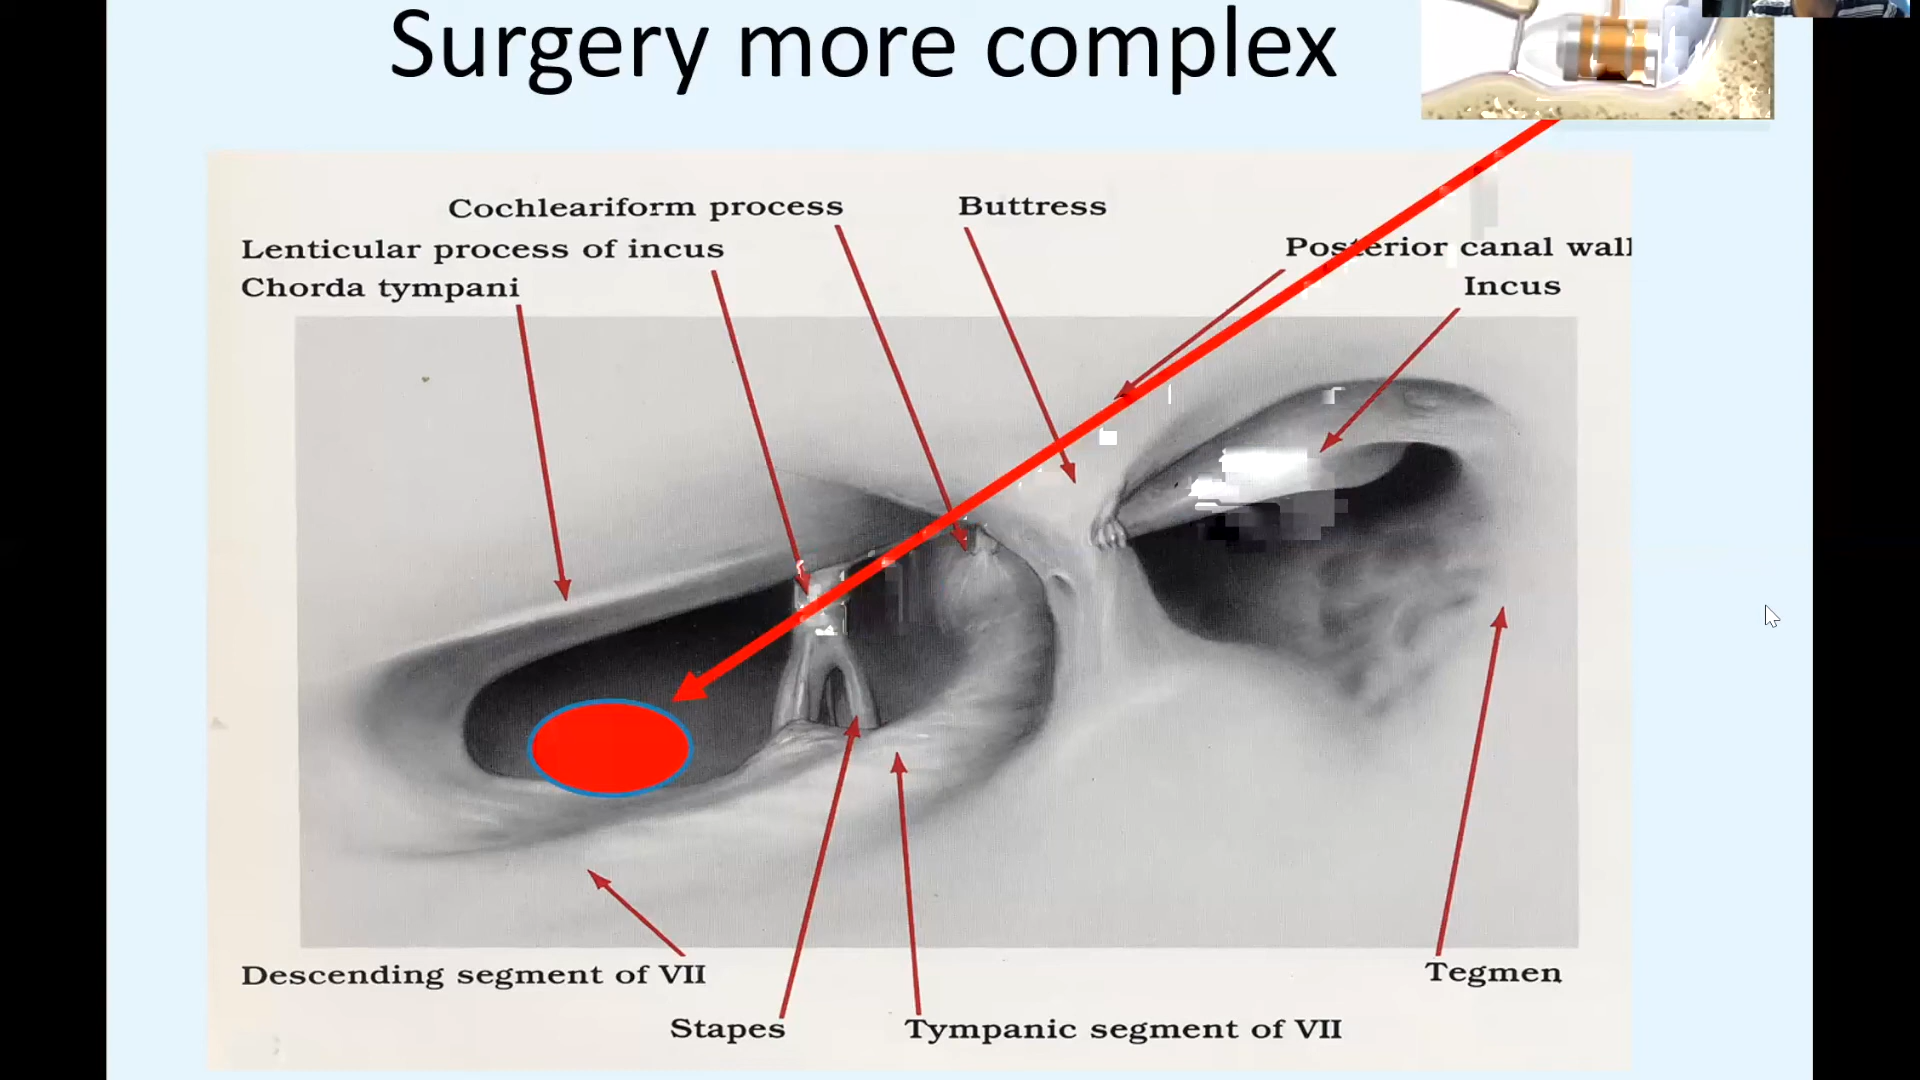 Surgery more complex
Cochleariform process
Buttress
Lenticular process of incus
Posterior canal wall
Chorda tympani
Incus
Descending segment of VII
Tegmen
Stapes
Tympanic segment of VII